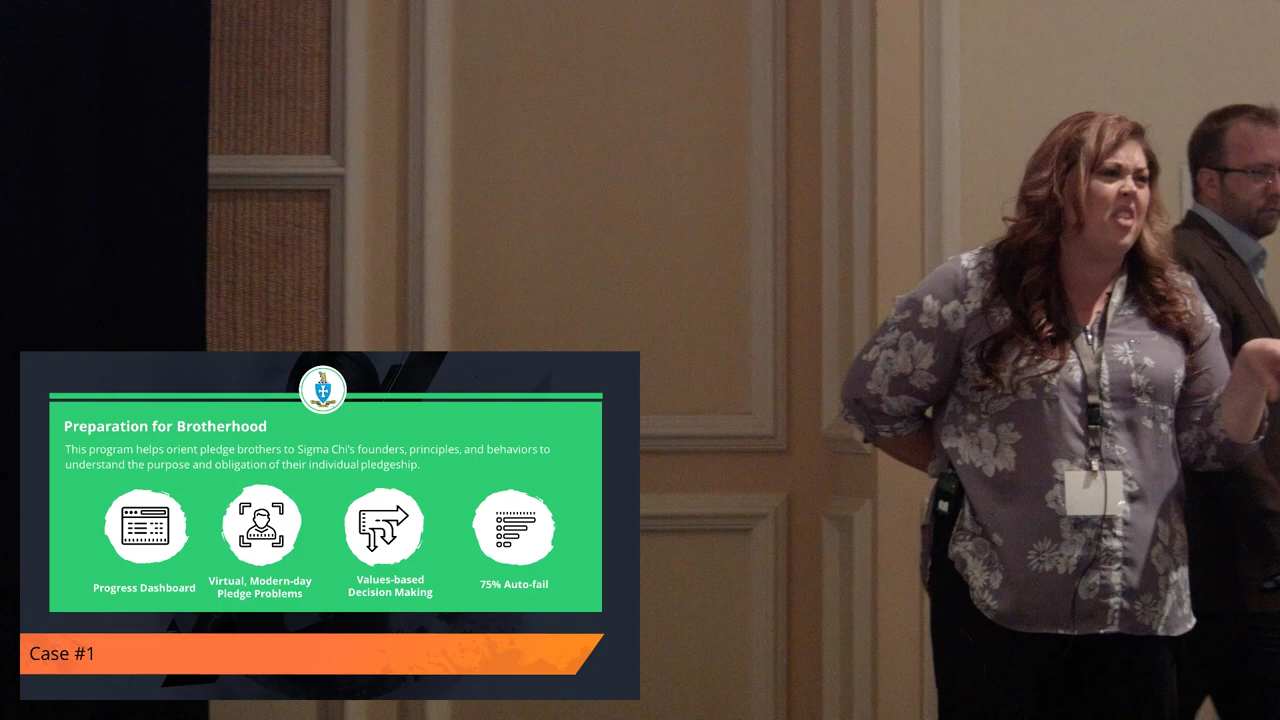 Preparation for Brotherhood
This program helps orient pledge brothers to Sigma Chi's founders, principles, and behaviors to
understand the purpose and obligation of their individual pledgeship.
Progress Dashboard
Virtual, Modern-day
Pledge Problems
Values-based
Decision Making
75% Auto-fail
Case #1